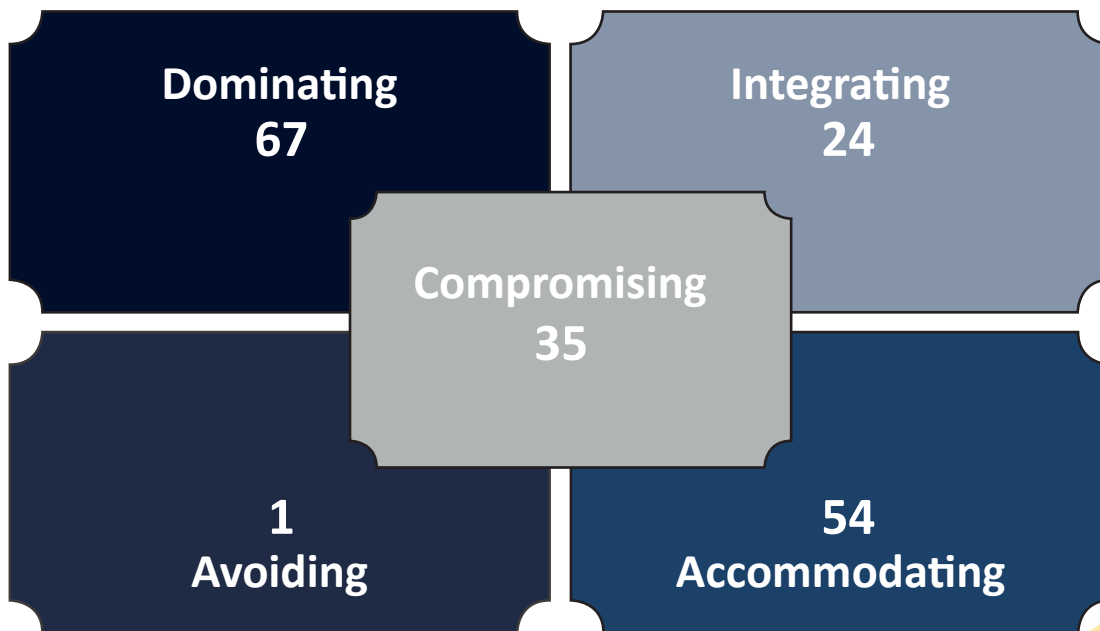 Dominating
67
Integrating
24
Compromising
35
1
Avoiding
54
Accommodating